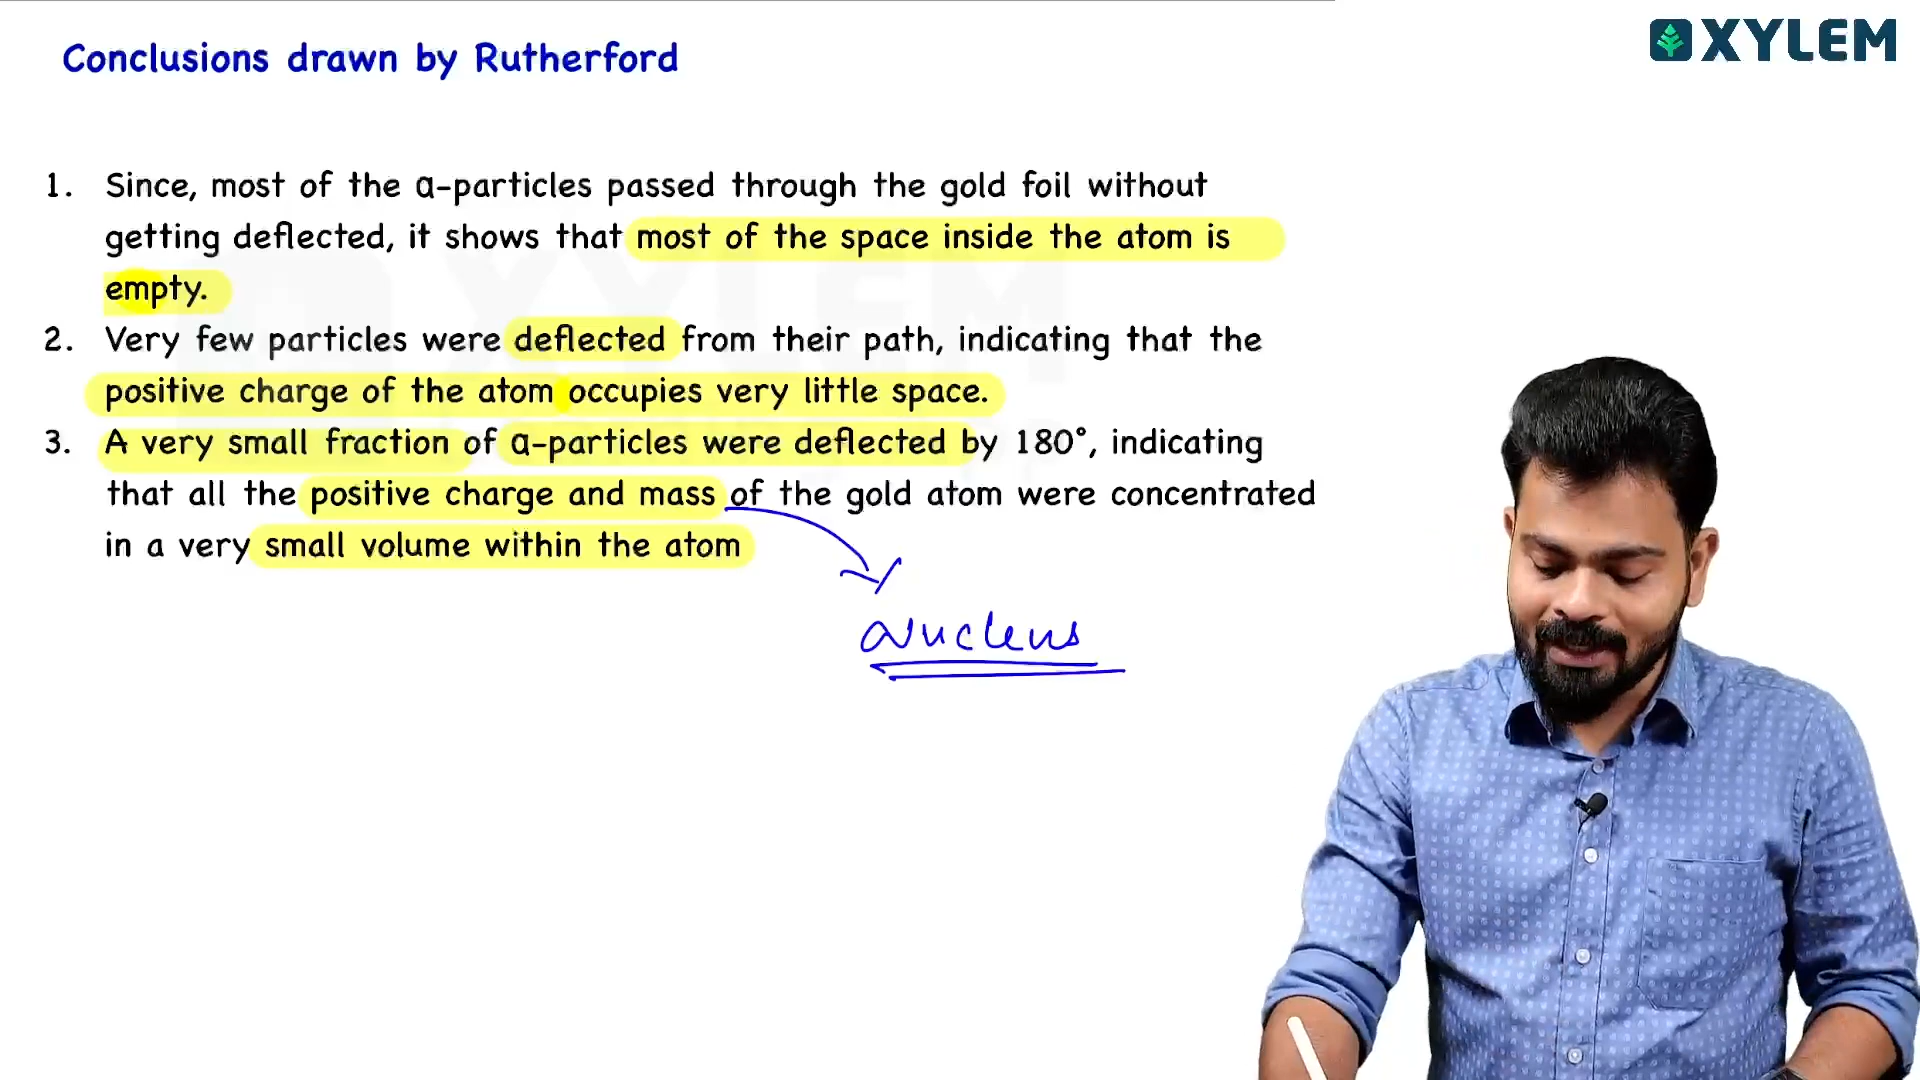 XYLEM
Conclusions drawn by Rutherford
1. Since, most of the α-particles passed through the gold foil without
getting deflected, it shows that most of the space inside the atom is
empty.
2. Very few particles were deflected from their path, indicating that the
positive charge of the atom occupies very little space.
3. A very small fraction of α-particles were deflected by 180°, indicating
that all the positive charge and mass of the gold atom were concentrated
in a very small volume within the atom
Nucleus